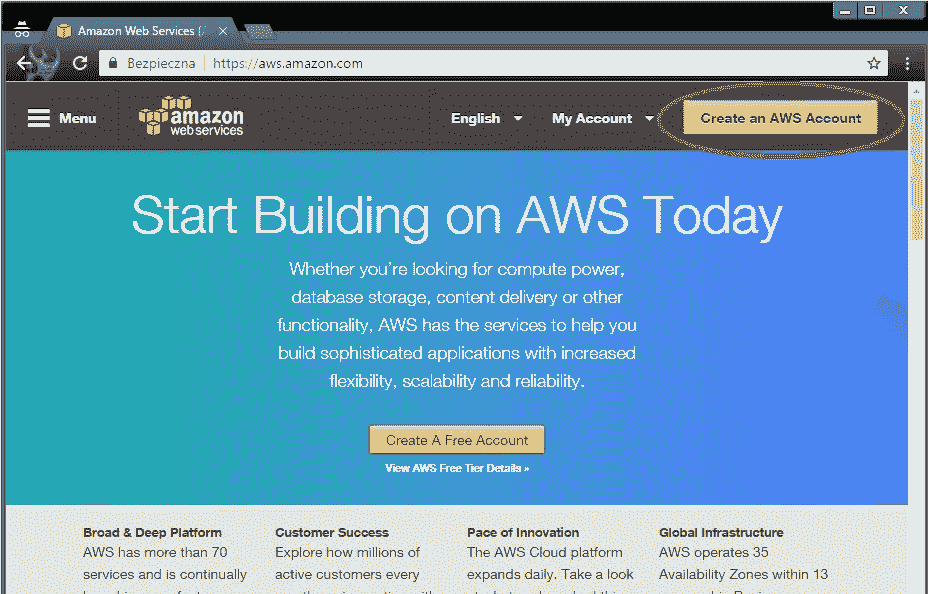 Amazon Web Services (
Bezpieczna
https://aws.amazon.com
Menu
amazon
web services
English
My Account
Create an AWS Account
Start Building on AWS Today
Whether you're looking for compute power,
database storage, content delivery or other
functionality, AWS has the services to help you
build sophisticated applications with increased
flexibility, scalability and reliability.
Create A Free Account
View AWS Free Tier Details »
Broad & Deep Platform
AWS has more than 70
services and is continually
Customer Success
Explore how millions of
active customers every
Pace of Innovation
The AWS Cloud platform
expands daily. Take a look
Global Infrastructure
AWS operates 35
Availability Zones within 13